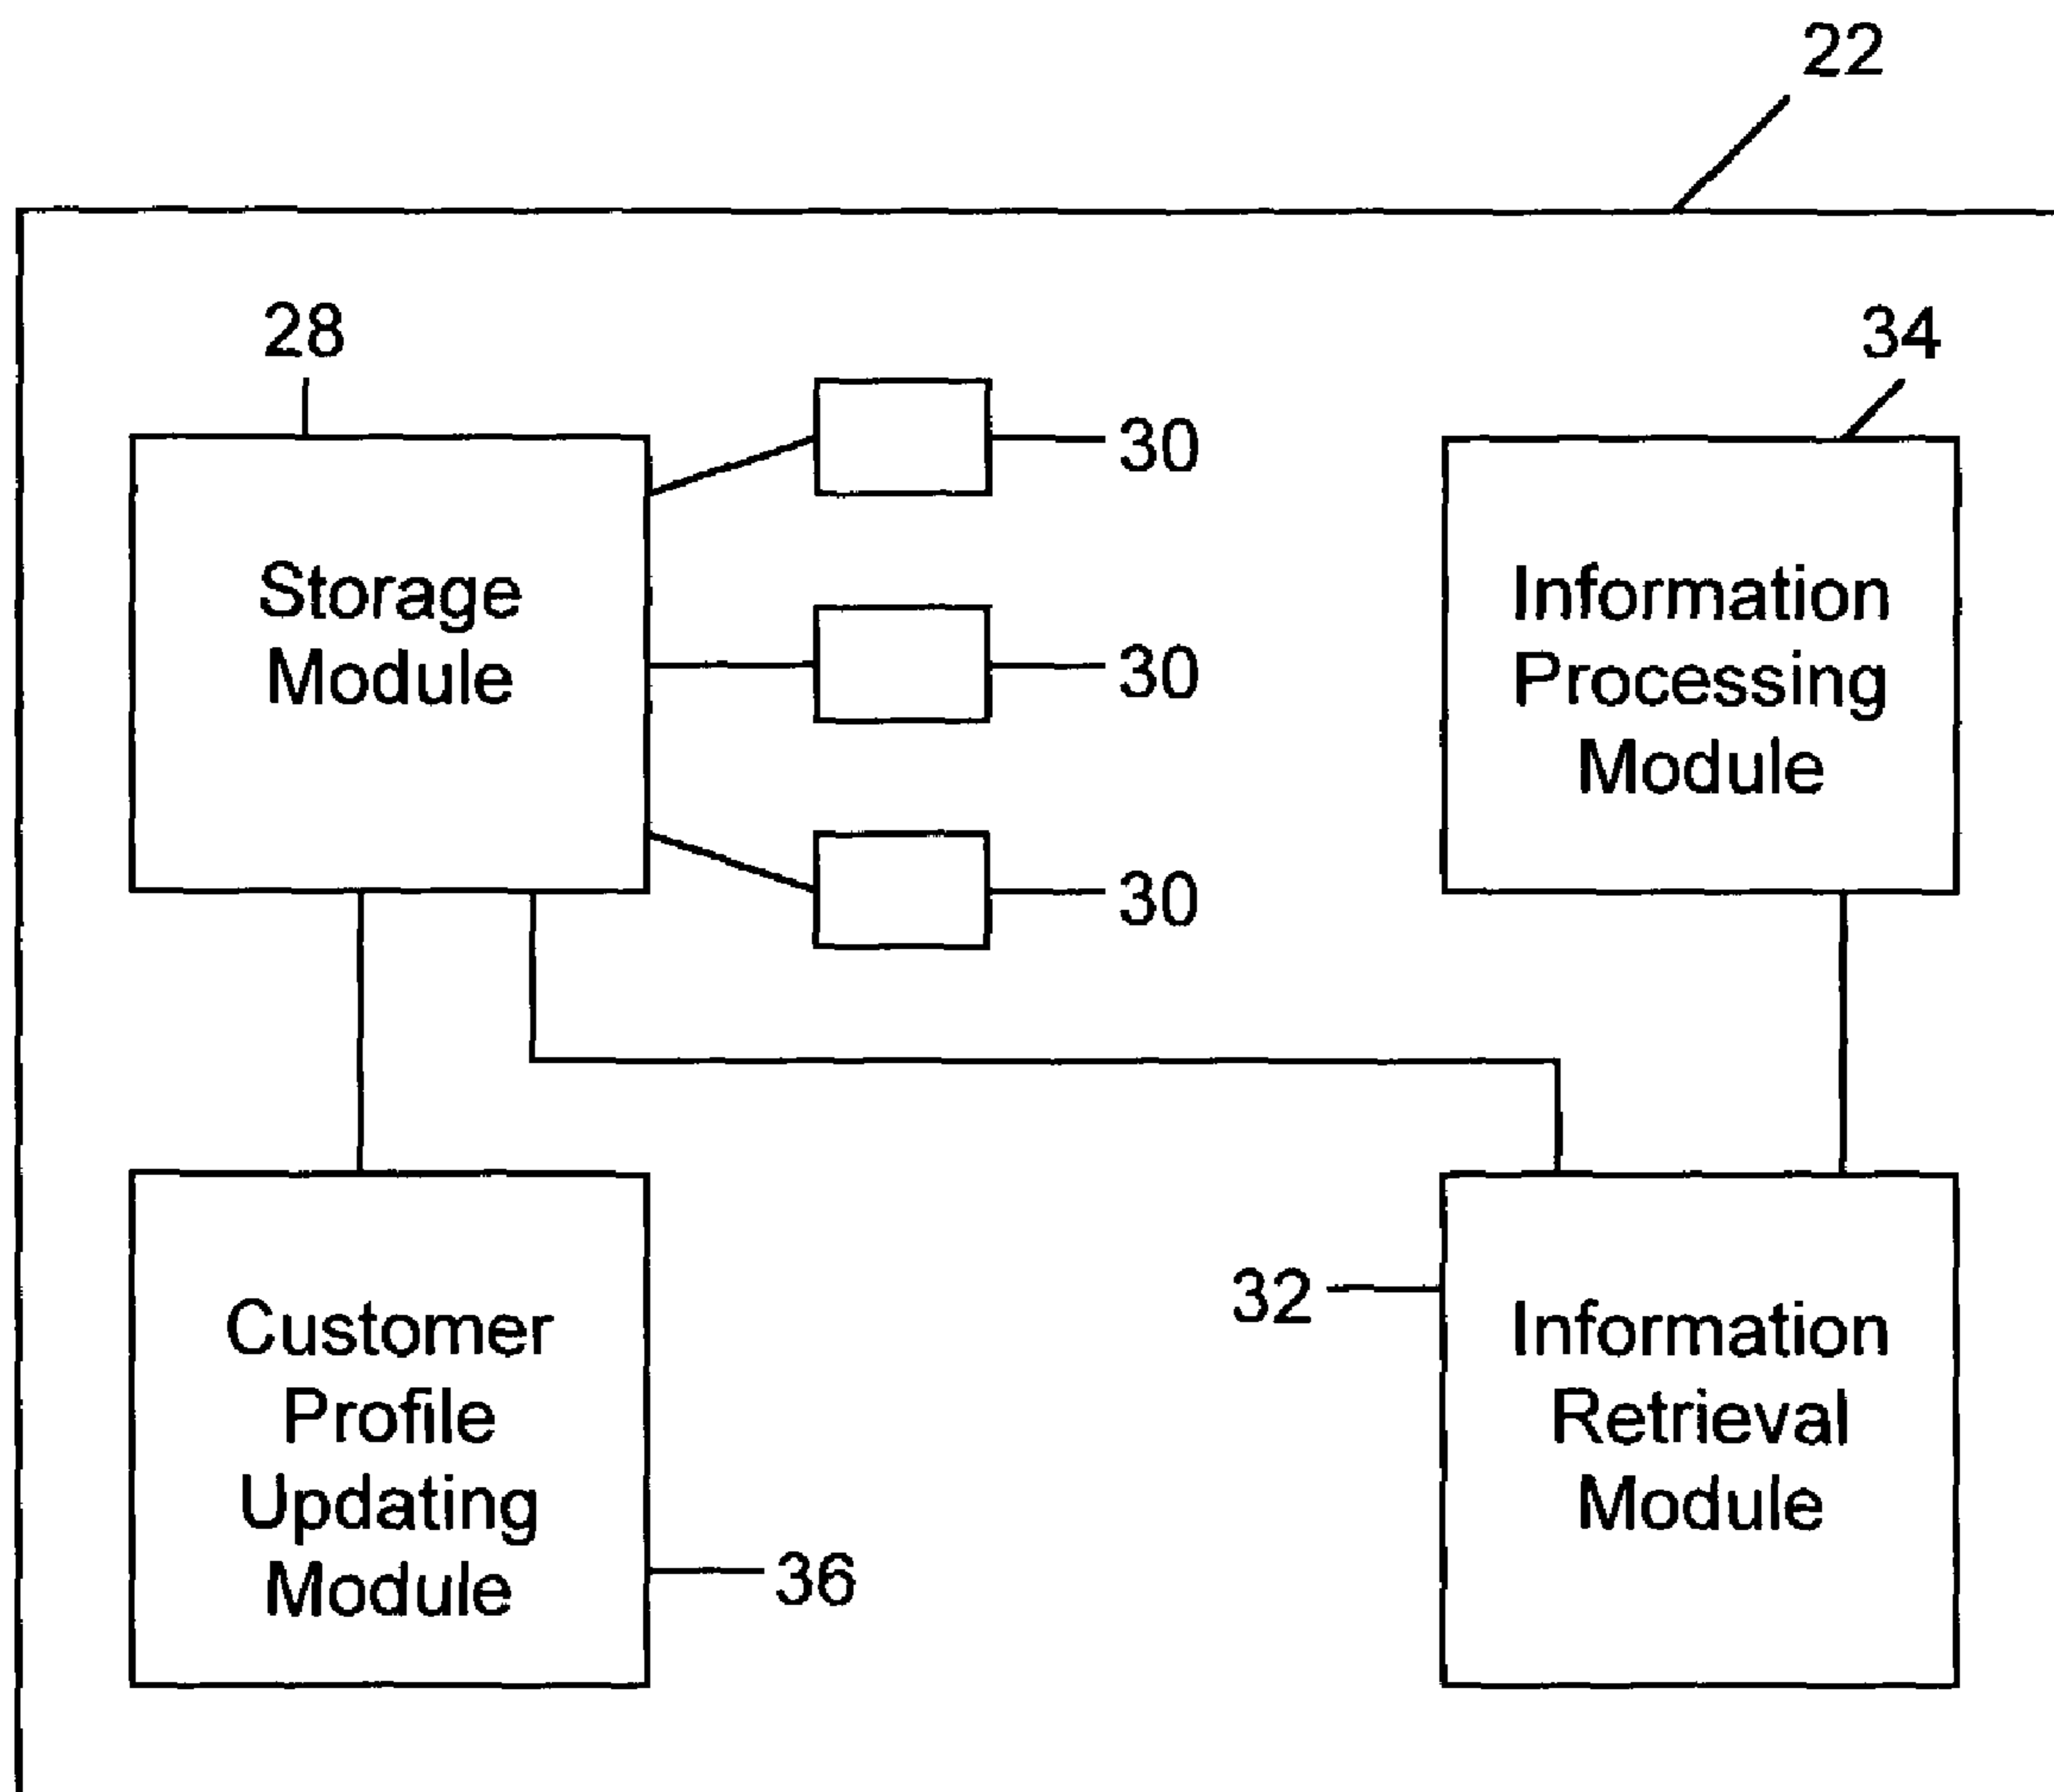 22
28
34
30
Storage
Module
Information
Processing
Module
30
30
Customer
Profile
Updating
Module
36
32
Information
Retrieval
Module